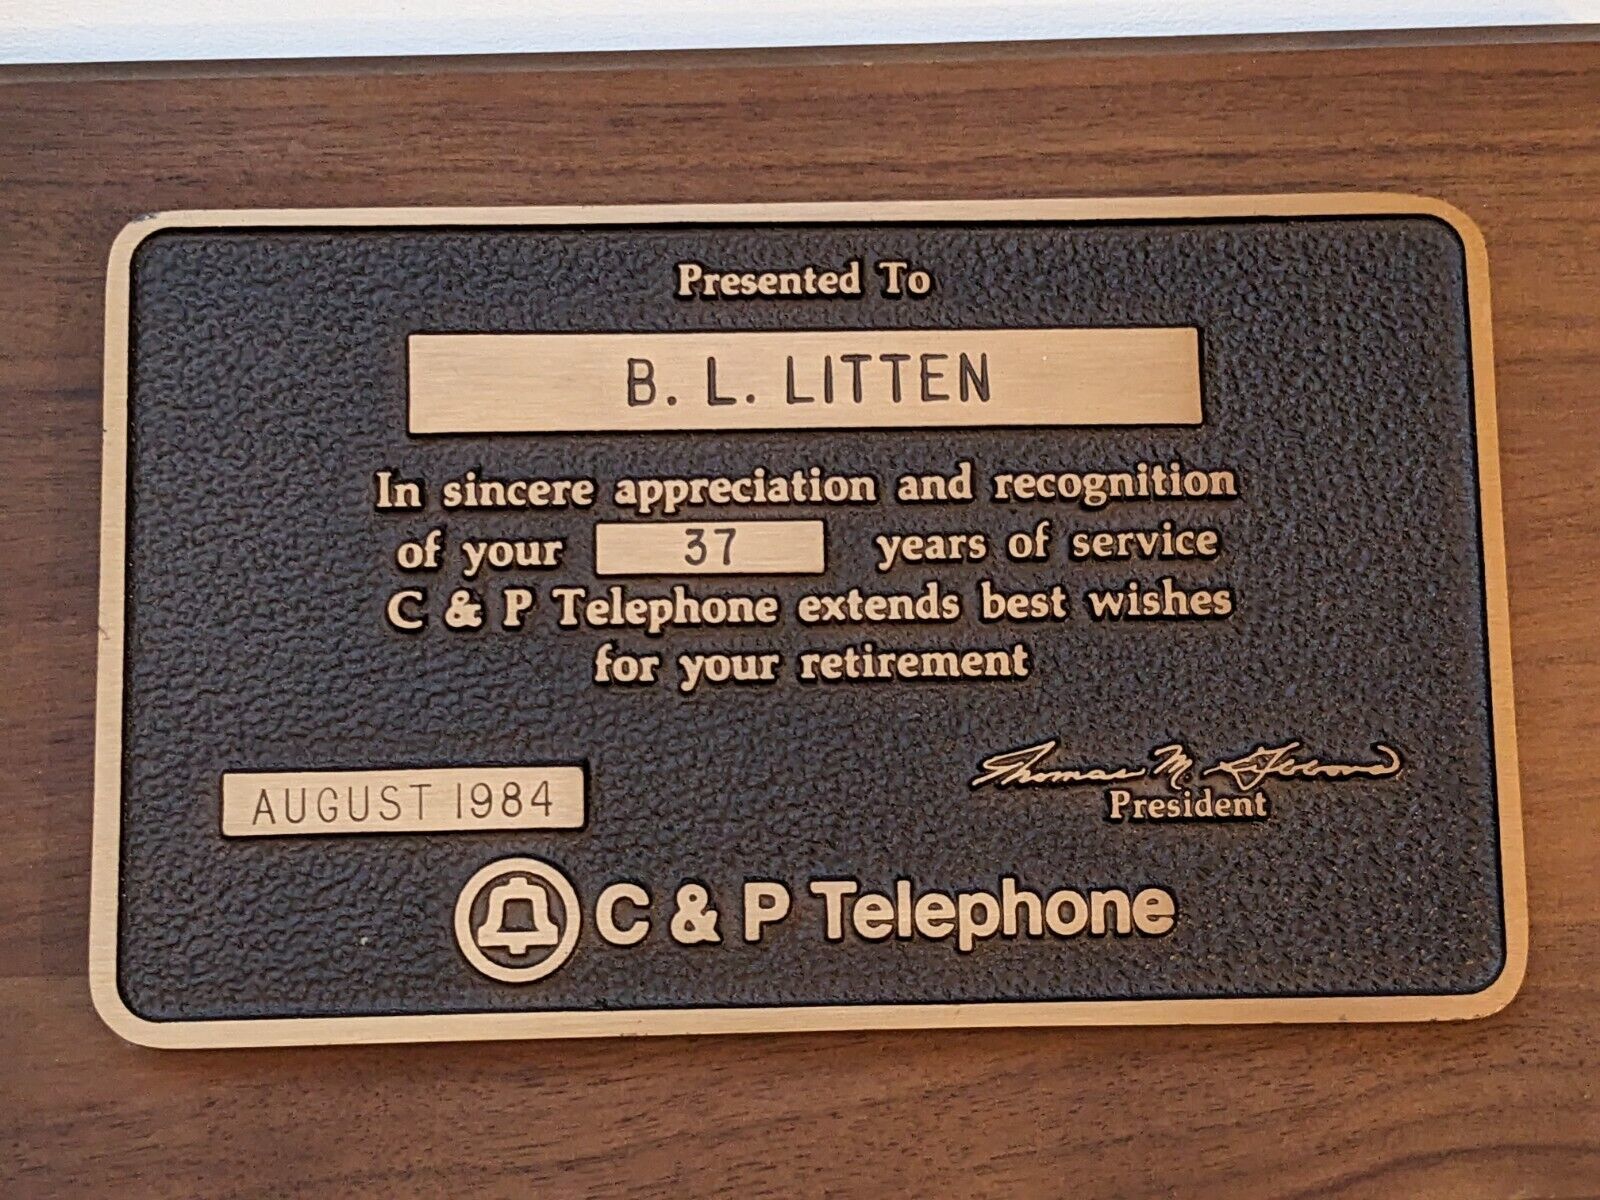 Presented To
B. L. LITTEN
In sincere appreciation and recognition
of your 37 years of service
C & P Telephone extends best wishes
for your retirement
AUGUST 1984
Thomas M.
President
C & P Telephone